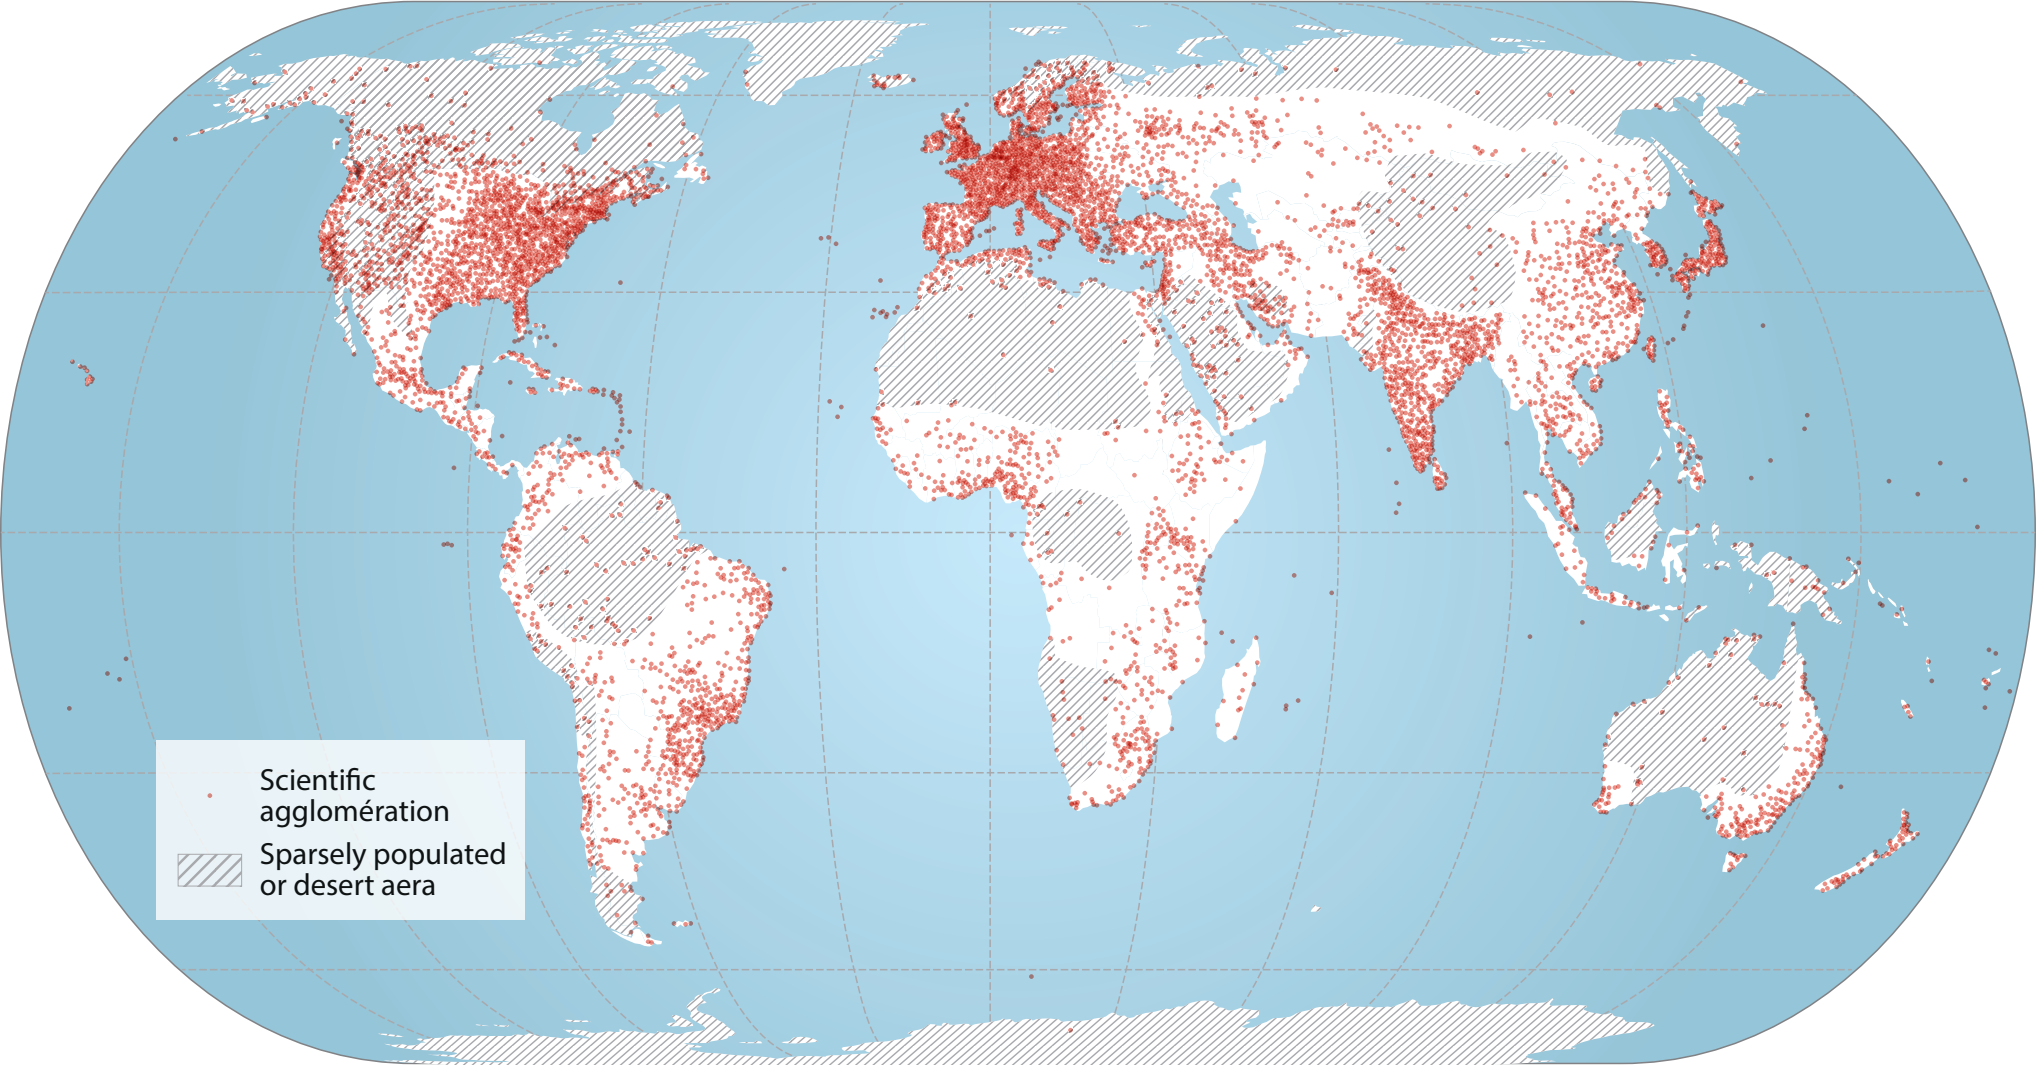 Scientific
agglomération
Sparsely populated
or desert aera